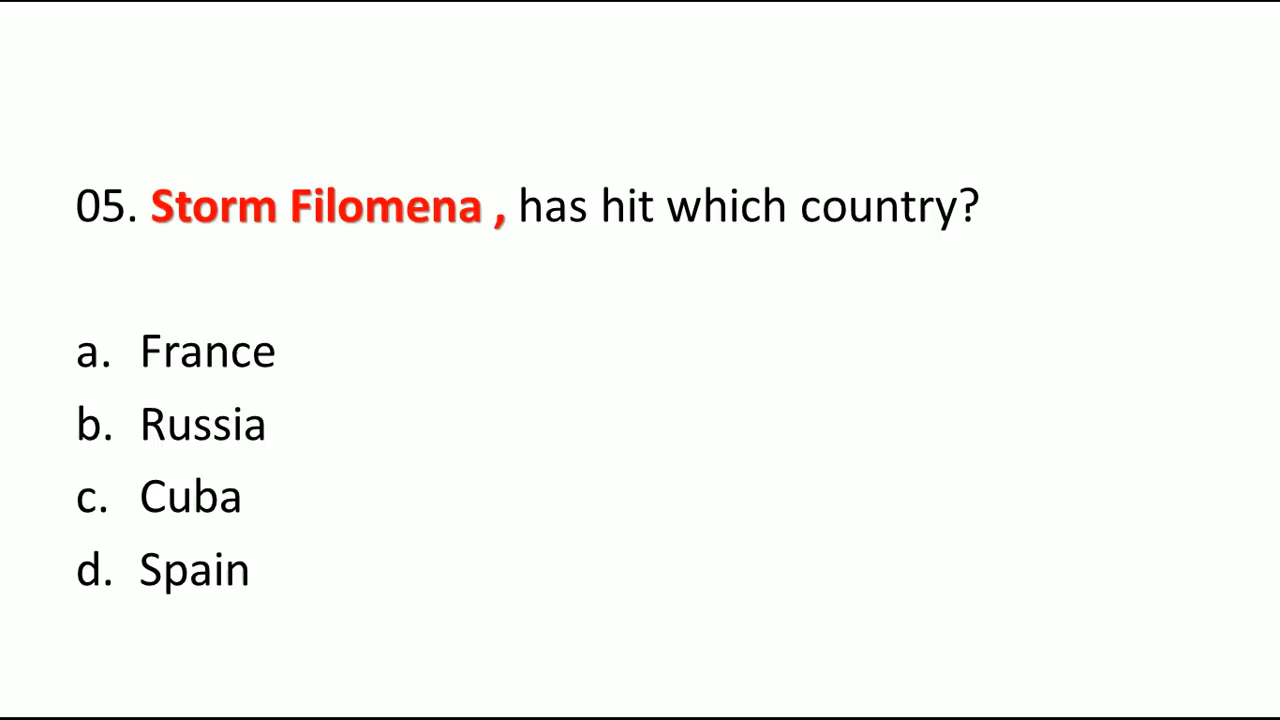 05. Storm Filomena , has hit which country?
a. France
b. Russia
c. Cuba
d. Spain